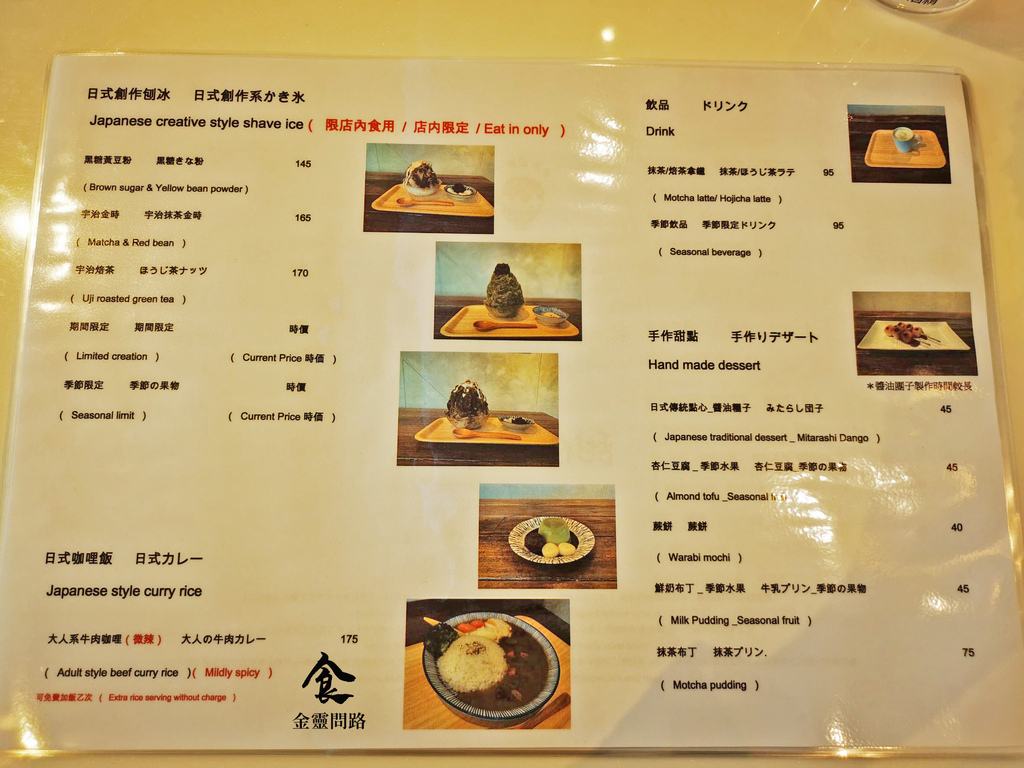 日式創作刨冰 日式創作系かき氷
Japanese creative style shave ice ( 限店內食用 / 店内限定 / Eat in only )
黑糖黃豆粉 黒糖きな粉 145
( Brown sugar & Yellow bean powder )
宇治金時 宇治抹茶金時 165
( Matcha & Red bean )
宇治焙茶 ほうじ茶ナッツ 170
( Uji roasted green tea )
期間限定 期間限定 時價
( Limited creation ) ( Current Price 時価 )
季節限定 季節の果物 時價
( Seasonal limit ) ( Current Price 時価 )
日式咖哩飯 日式カレー
Japanese style curry rice
大人系牛肉咖哩 ( 微辣 ) 大人の牛肉カレー 175
( Adult style beef curry rice ) ( Mildly spicy )
可免費加飯乙次 ( Extra rice serving without charge )
食
金靈問路
飲品 ドリンク
Drink
抹茶/焙茶拿鐵 抹茶/ほうじ茶ラテ 95
( Motcha latte/ Hojicha latte )
季節飲品 季節限定ドリンク 95
( Seasonal beverage )
手作甜點 手作りデザート
Hand made dessert
*醬油團子製作時間較長
日式傳統點心_醬油糰子 みたらし団子 45
( Japanese traditional dessert _ Mitarashi Dango )
杏仁豆腐 _ 季節水果 杏仁豆腐_季節の果物 45
( Almond tofu _Seasonal fruit )
蕨餅 蕨餅 40
( Warabi mochi )
鮮奶布丁 _ 季節水果 牛乳プリン_季節の果物 45
( Milk Pudding _Seasonal fruit )
抹茶布丁 抹茶プリン. 75
( Motcha pudding )